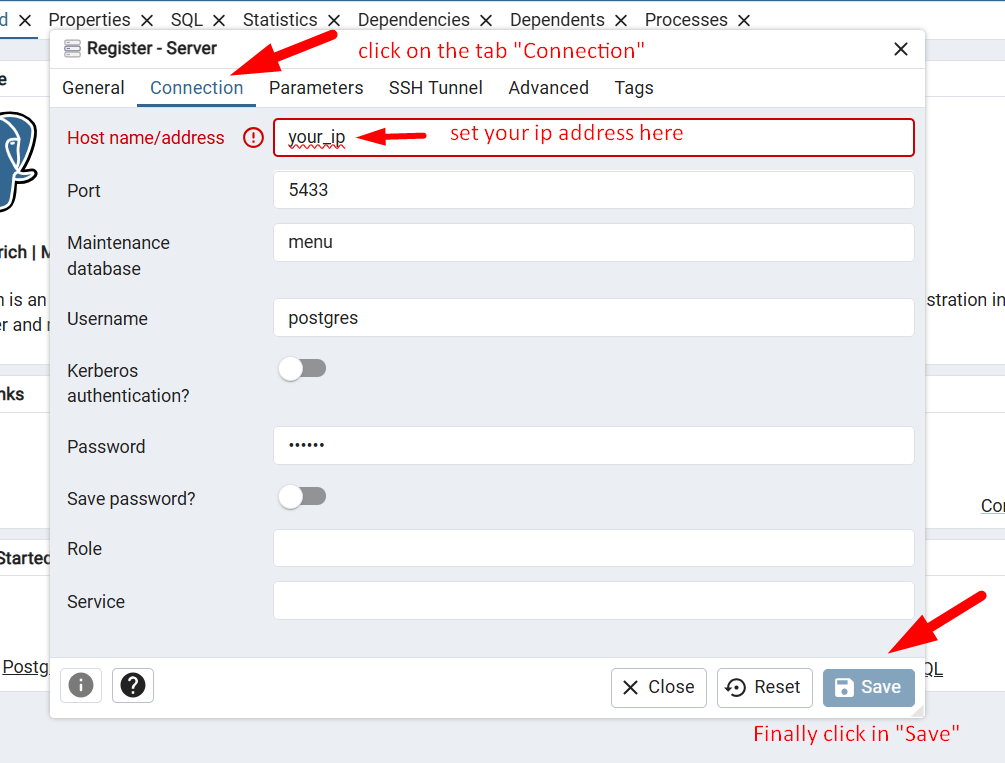 d Properties SQL Statistics Dependencies Dependents Processes
Register - Server
click on the tab "Connection"
General Connection Parameters SSH Tunnel Advanced Tags
e
Host name/address your_ip set your ip address here
Port 5433
Maintenance database menu
rich | M
Username postgres
n is an
stration in
er and
Kerberos authentication?
nks
Password ••••••
Save password?
Cor
Role
Started
Service
Postg
QL
i ? Close Reset Save
Finally click in "Save"